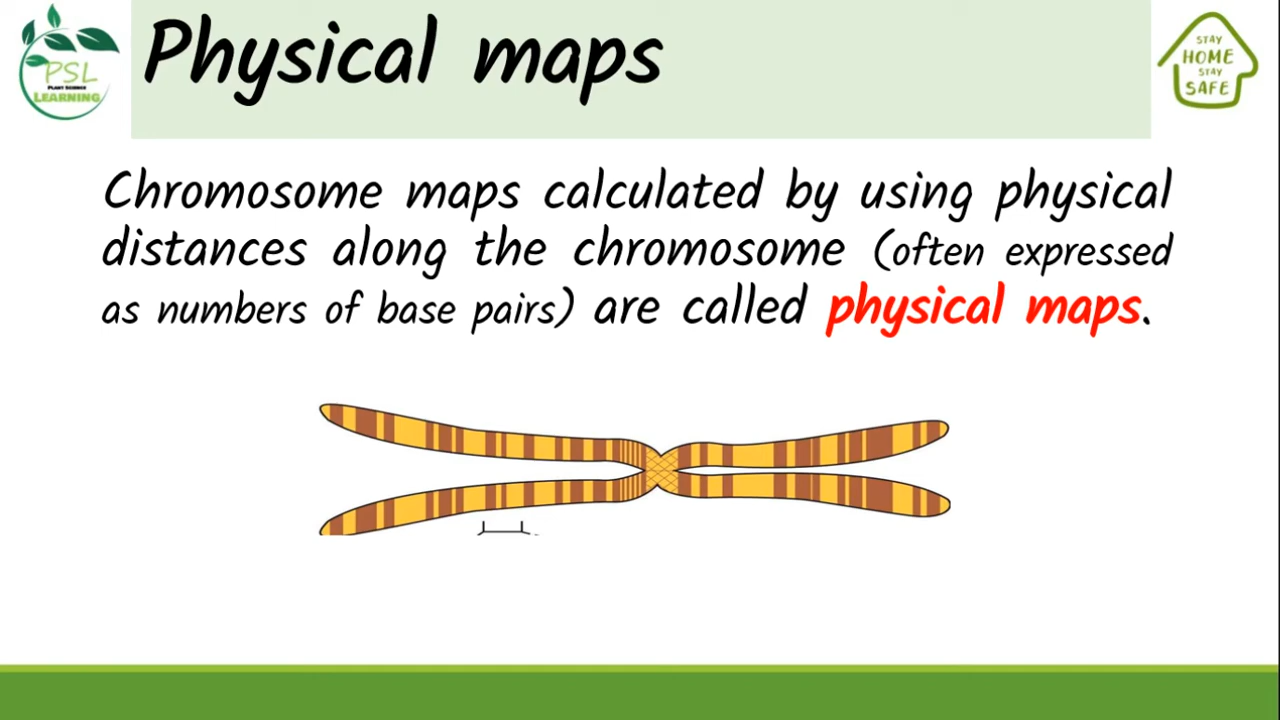 Physical maps
PSL
PLANT SCIENCE
LEARNING
STAY
HOME
STAY
SAFE
Chromosome maps calculated by using physical
distances along the chromosome (often expressed
as numbers of base pairs) are called physical maps.